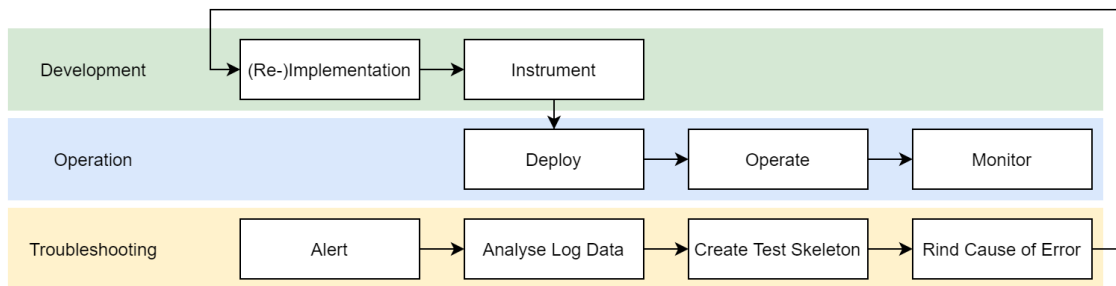 Development
(Re-)Implementation
Instrument
Operation
Deploy
Operate
Monitor
Troubleshooting
Alert
Analyse Log Data
Create Test Skeleton
Rind Cause of Error